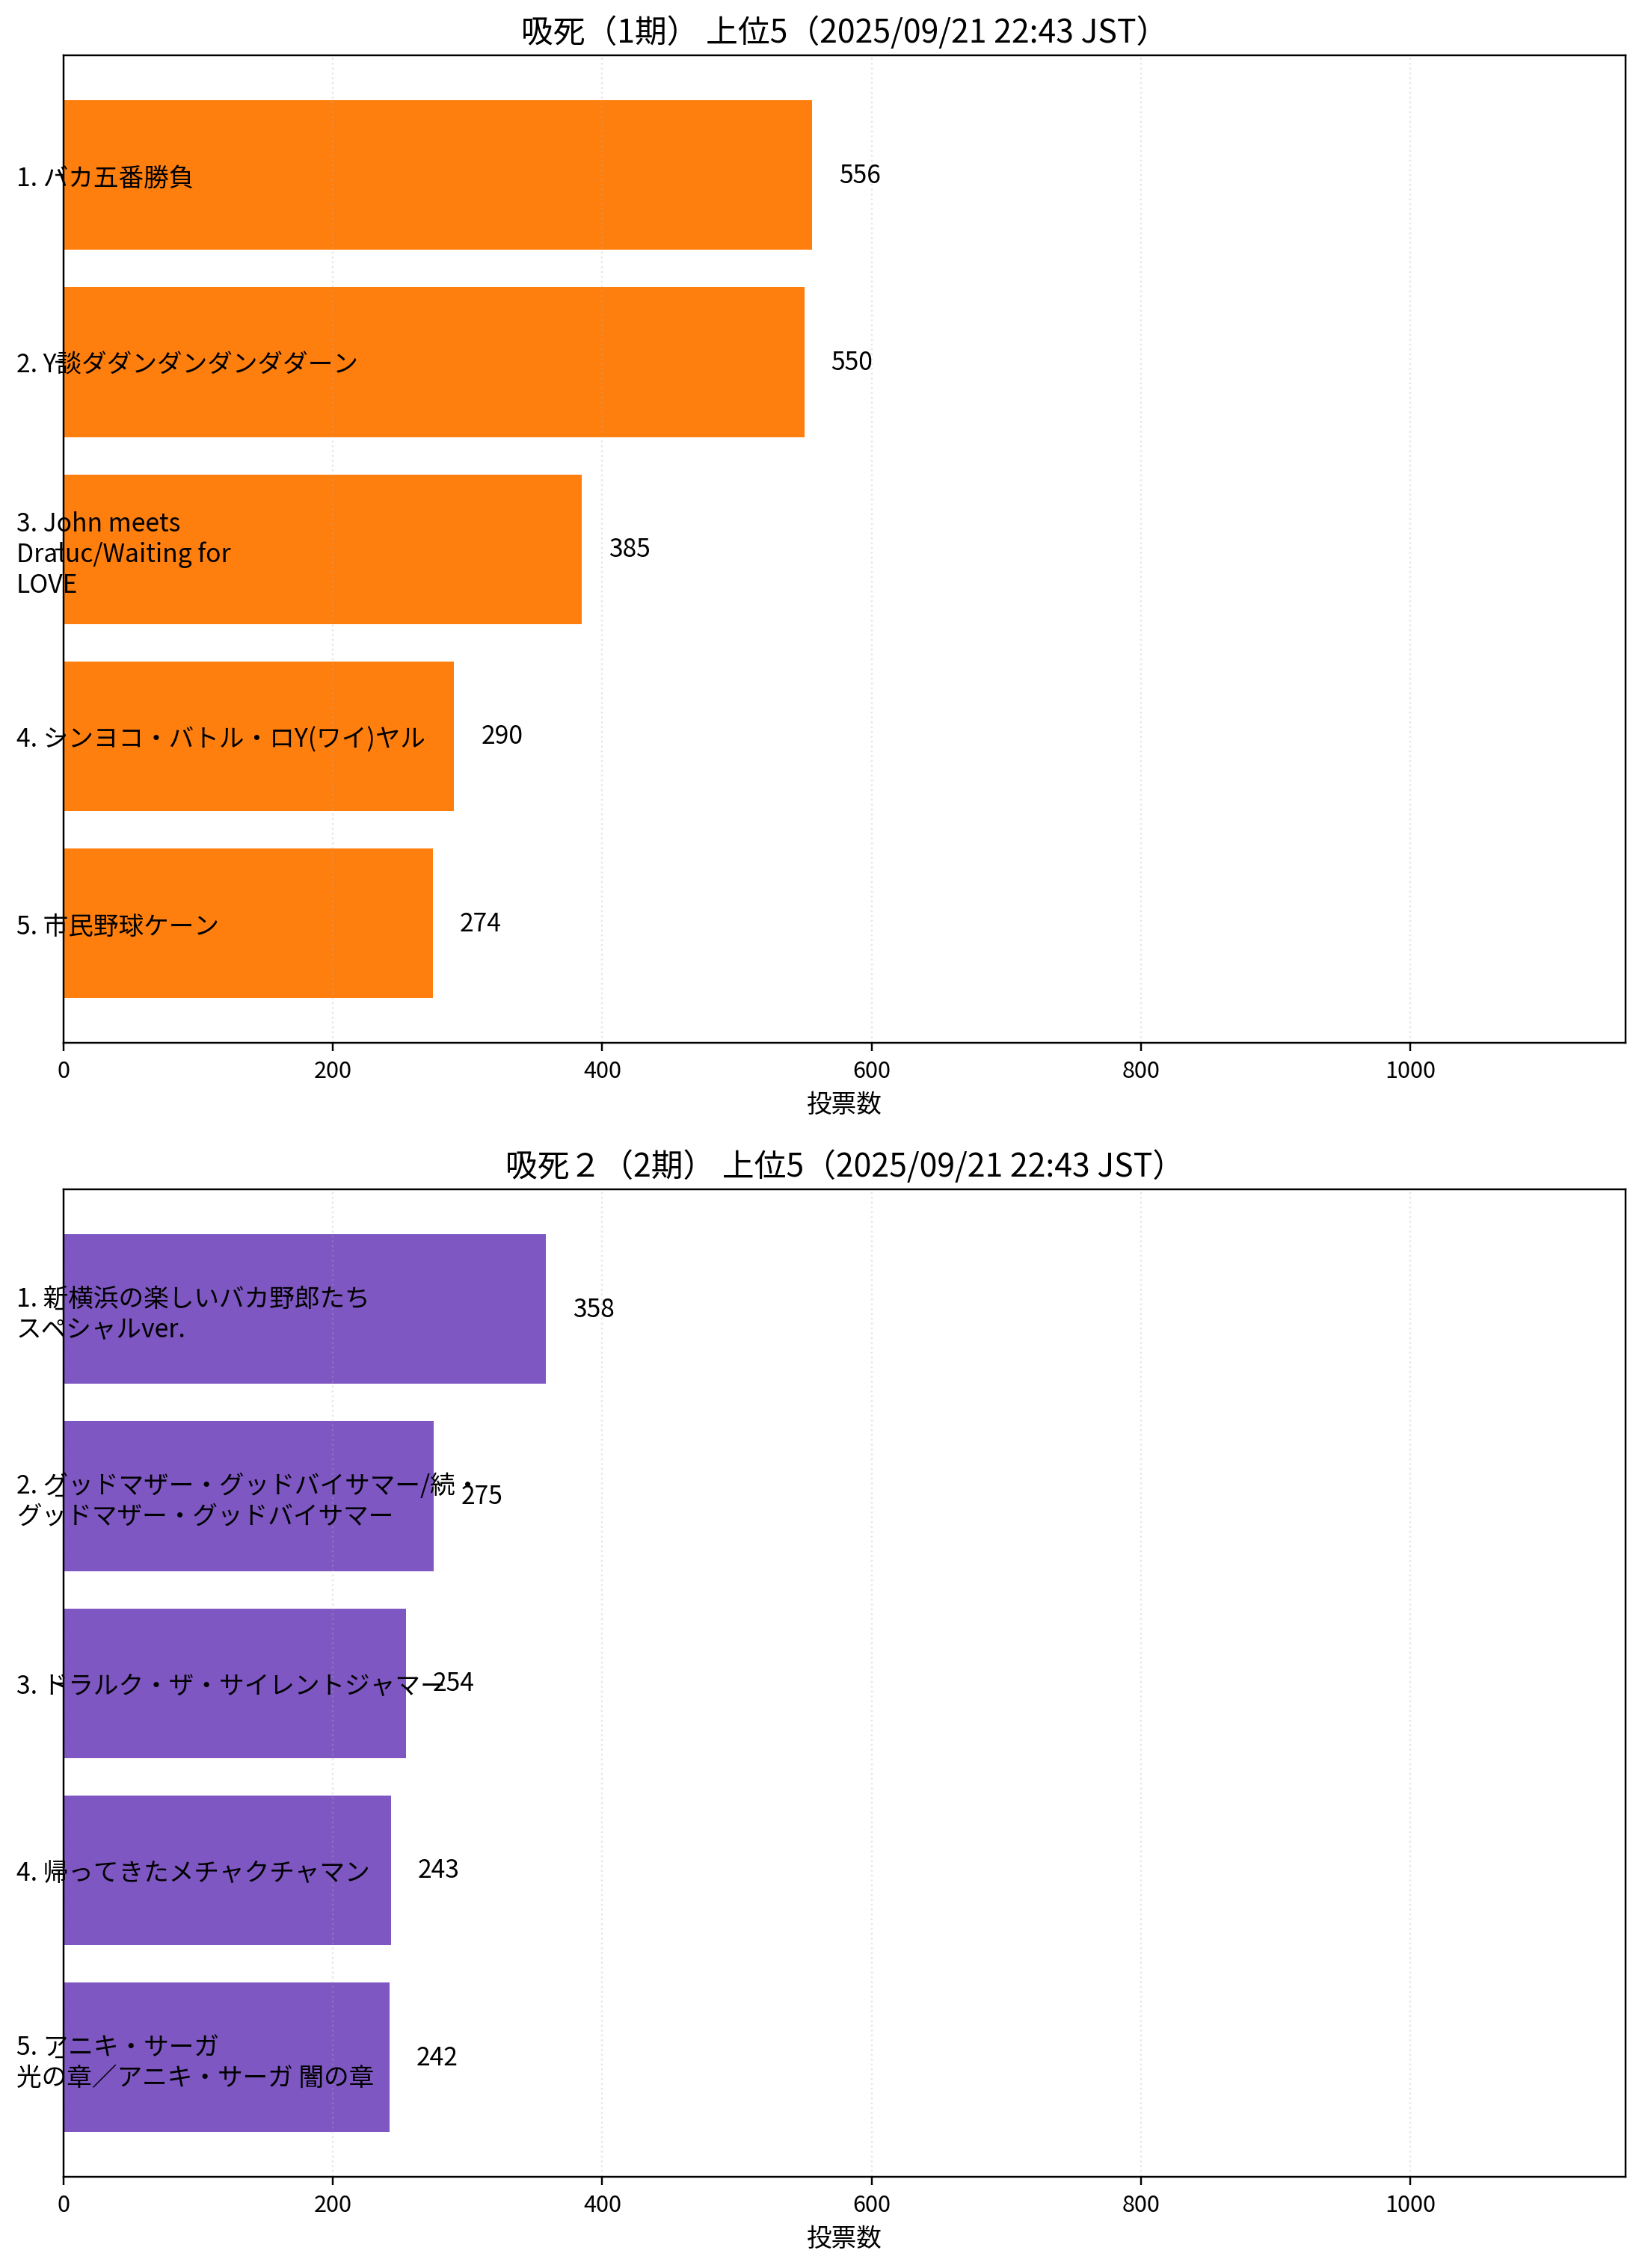 吸死（1期） 上位5（2025/09/21 22:43 JST）
1. バカ五番勝負
556
2. Y談ダダンダンダンダダーン
550
3. John meets
Draluc/Waiting for
LOVE
385
4. シンヨコ・バトル・ロY(ワイ)ヤル
290
5. 市民野球ケーン
274
0 200 400 600 800 1000
投票数
吸死２（2期） 上位5（2025/09/21 22:43 JST）
1. 新横浜の楽しいバカ野郎たち
スペシャルver.
358
2. グッドマザー・グッドバイサマー/続・
グッドマザー・グッドバイサマー
275
3. ドラルク・ザ・サイレントジャマー
254
4. 帰ってきたメチャクチャマン
243
5. アニキ・サーガ
光の章／アニキ・サーガ 闇の章
242
0 200 400 600 800 1000
投票数